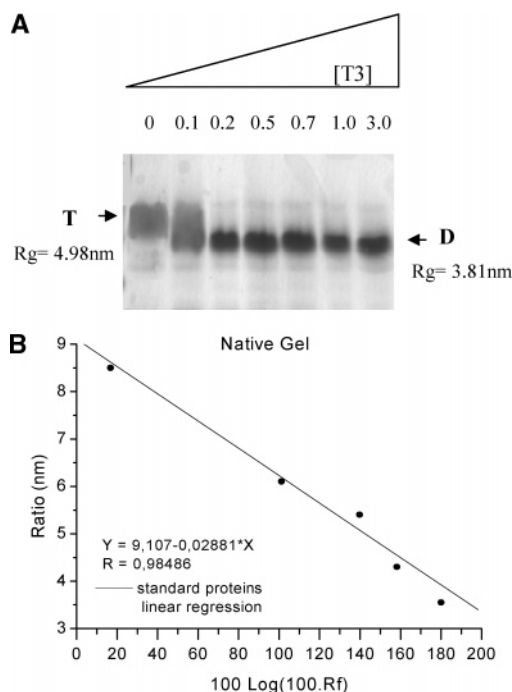 A
[T3]
0 0.1 0.2 0.5 0.7 1.0 3.0
T
Rg= 4.98nm
D
Rg= 3.81nm
B
Native Gel
Ratio (nm)
9
8
7
6
5
4
3
Y = 9,107-0,02881*X
R = 0,98486
standard proteins
linear regression
0 20 40 60 80 100 120 140 160 180 200
100 Log(100.Rf)